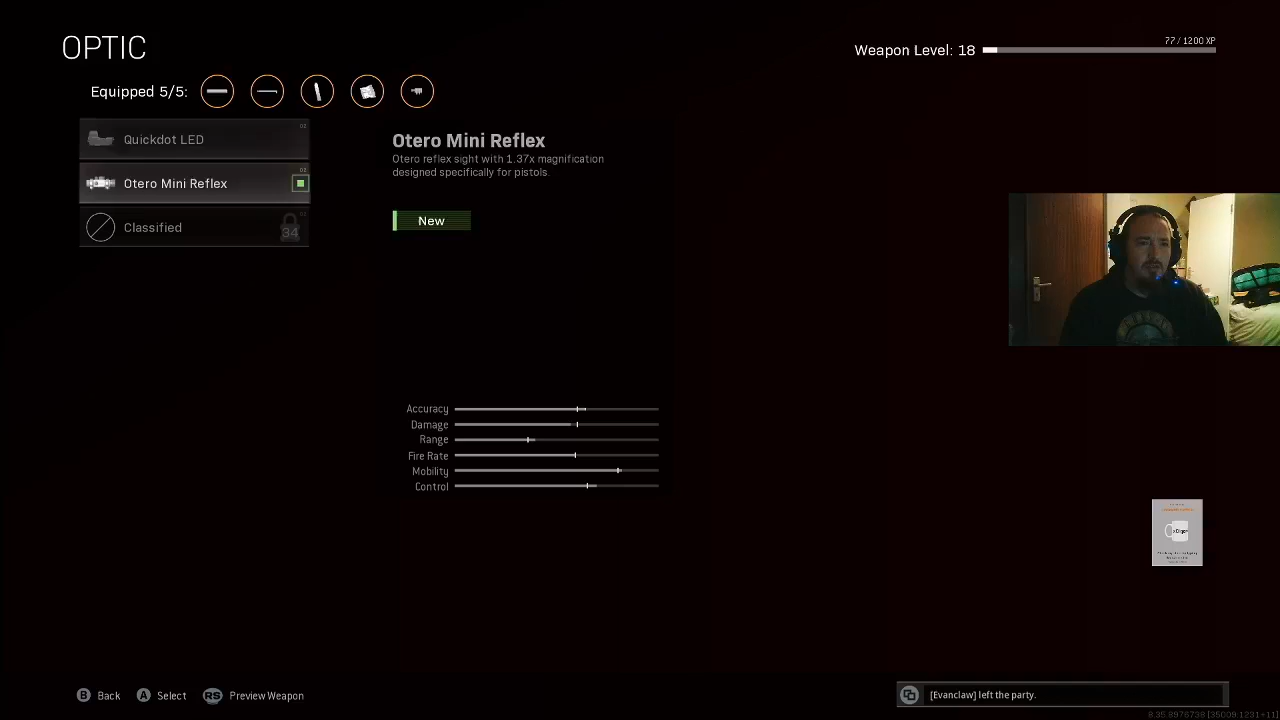 OPTIC
Weapon Level: 18
77 / 1200 XP
Equipped 5/5:
Quickdot LED
Otero Mini Reflex
Classified
34
Otero Mini Reflex
Otero reflex sight with 1.37x magnification
designed specifically for pistols.
New
Accuracy
Damage
Range
Fire Rate
Mobility
Control
B Back
A Select
RS Preview Weapon
[Evanclaw] left the party.